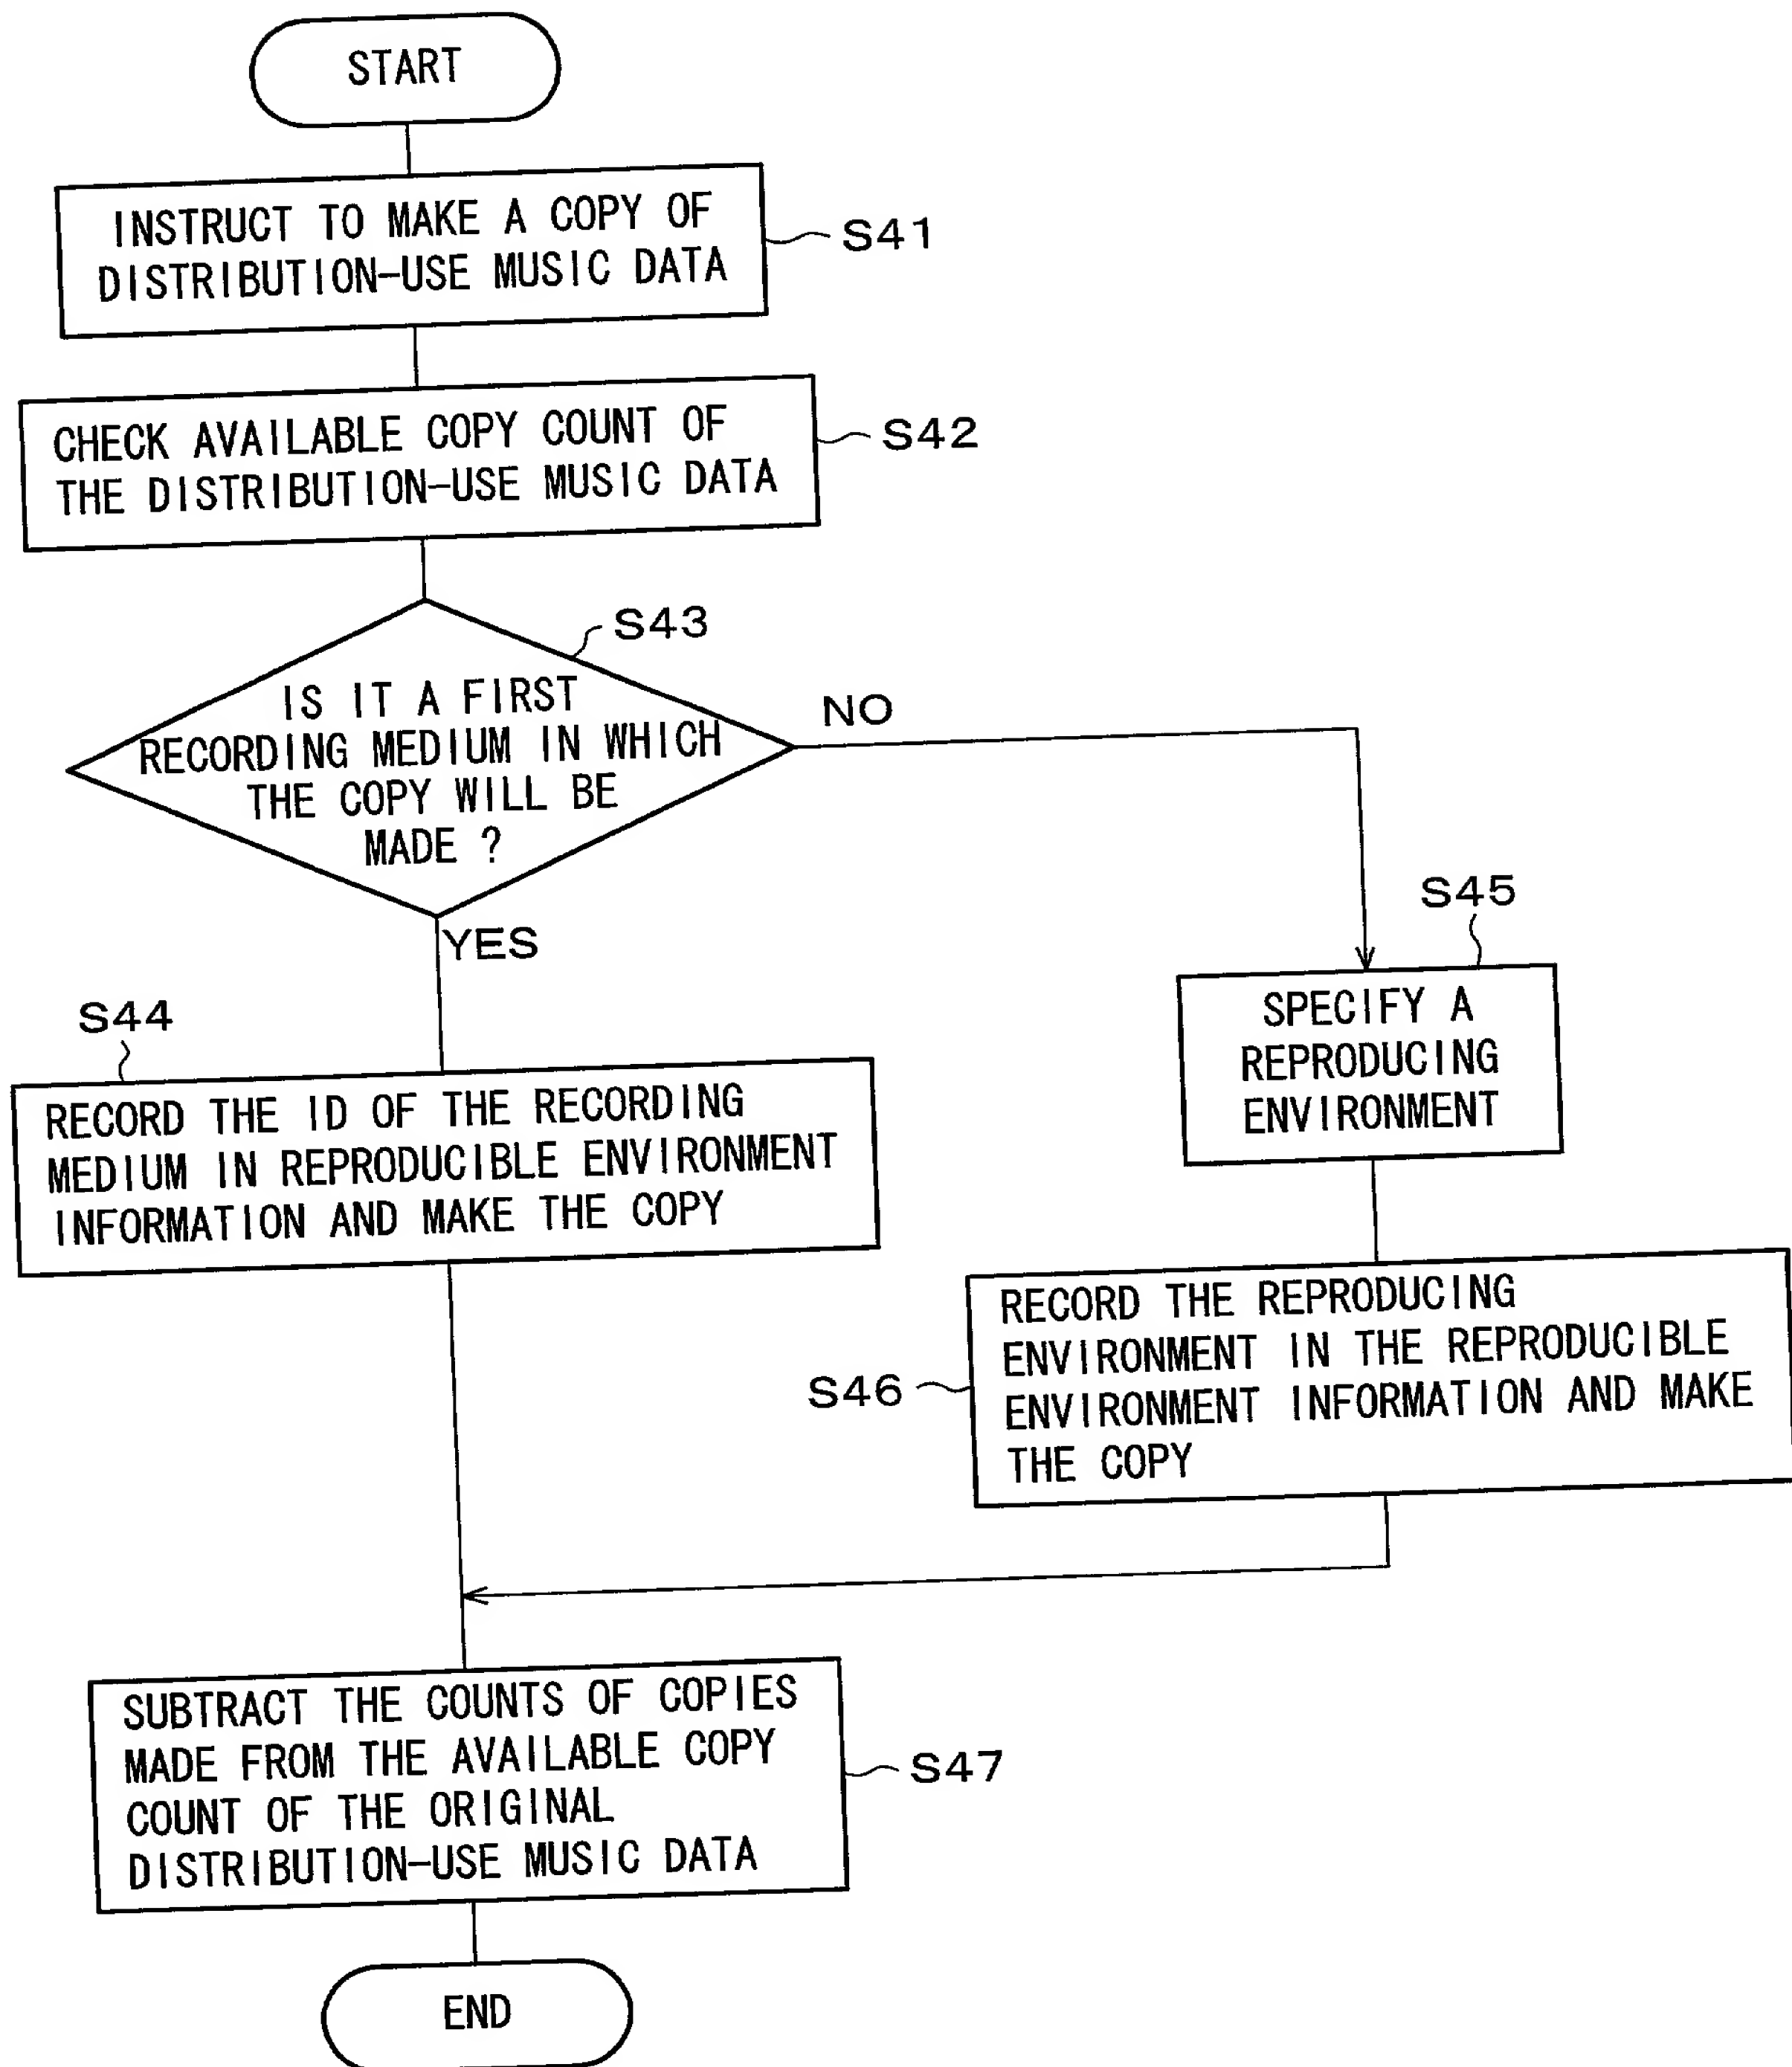 START
INSTRUCT TO MAKE A COPY OF
DISTRIBUTION-USE MUSIC DATA
S41
CHECK AVAILABLE COPY COUNT OF
THE DISTRIBUTION-USE MUSIC DATA
S42
S43
IS IT A FIRST
RECORDING MEDIUM IN WHICH
THE COPY WILL BE
MADE ?
NO
YES
S44
RECORD THE ID OF THE RECORDING
MEDIUM IN REPRODUCIBLE ENVIRONMENT
INFORMATION AND MAKE THE COPY
S45
SPECIFY A
REPRODUCING
ENVIRONMENT
RECORD THE REPRODUCING
ENVIRONMENT IN THE REPRODUCIBLE
ENVIRONMENT INFORMATION AND MAKE
THE COPY
S46
SUBTRACT THE COUNTS OF COPIES
MADE FROM THE AVAILABLE COPY
COUNT OF THE ORIGINAL
DISTRIBUTION-USE MUSIC DATA
S47
END